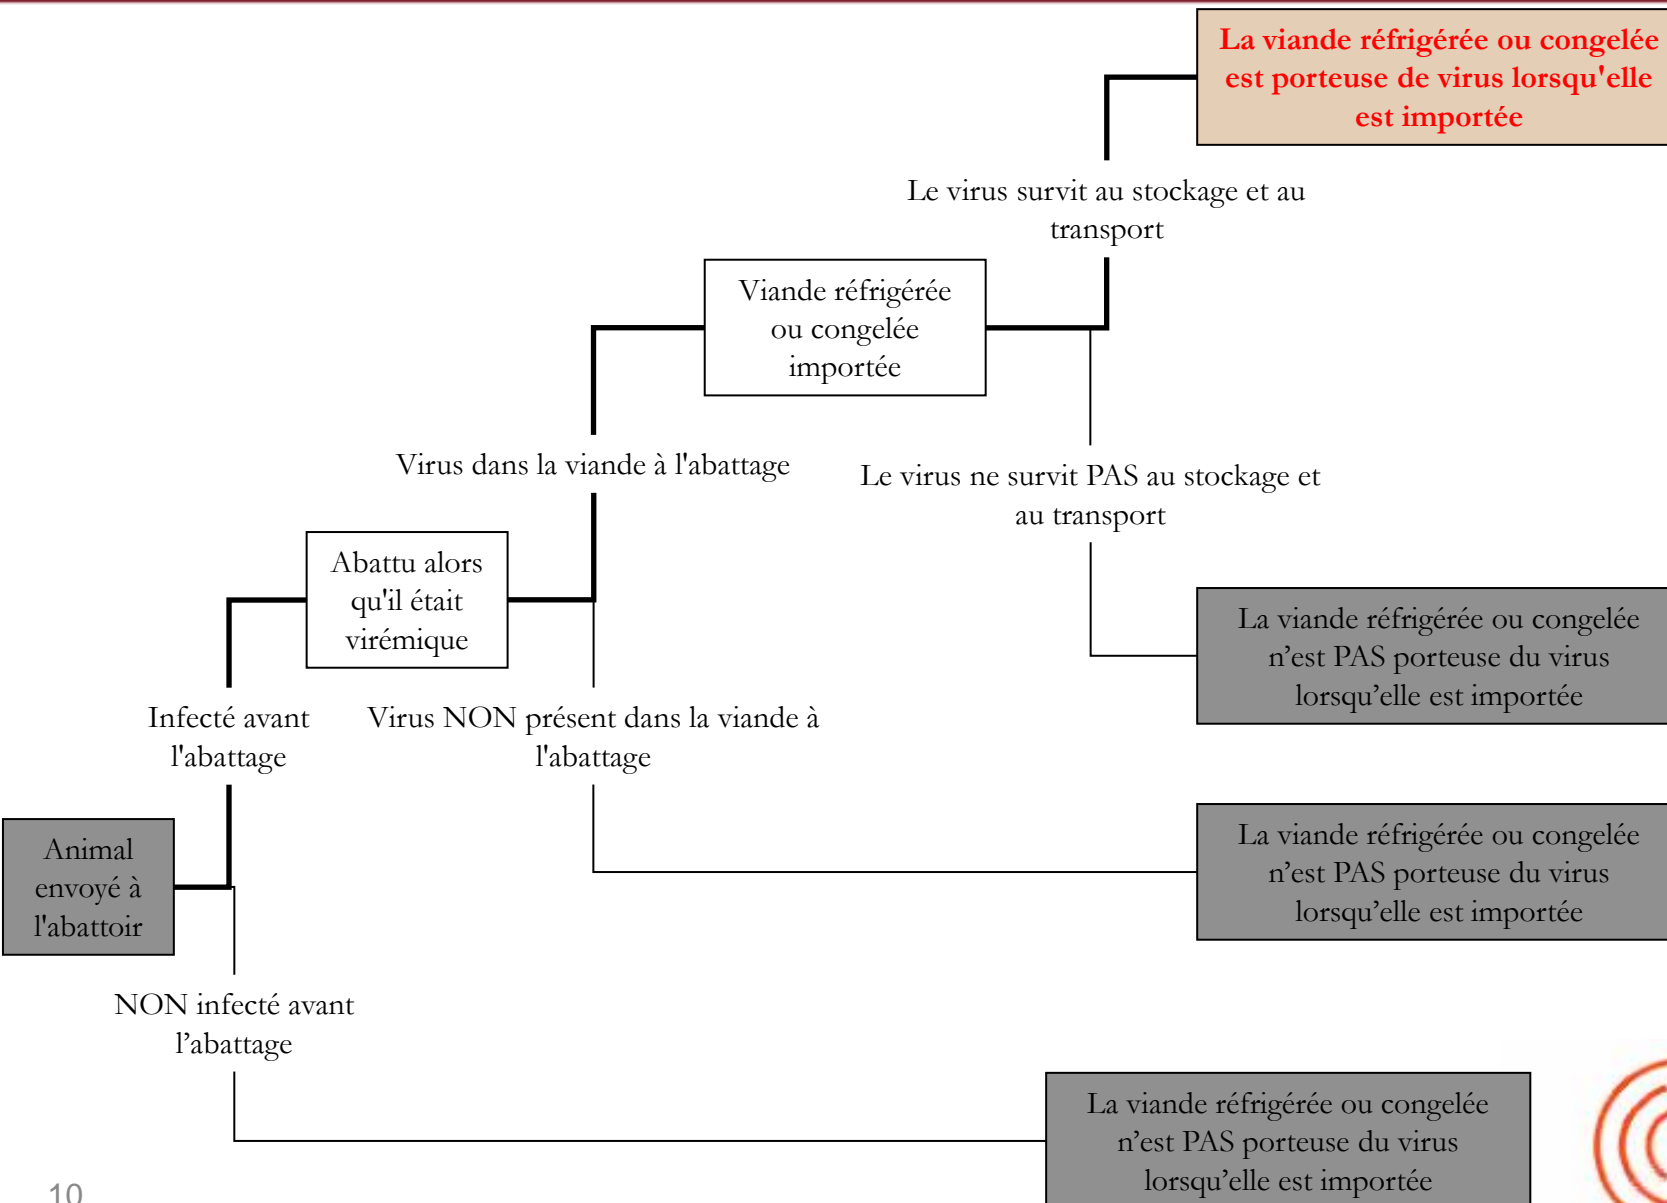 La viande réfrigérée ou congelée
est porteuse de virus lorsqu'elle
est importée
Le virus survit au stockage et au
transport
Viande réfrigérée
ou congelée
importée
Virus dans la viande à l'abattage
Le virus ne survit PAS au stockage et
au transport
Abattu alors
qu'il était
virémique
La viande réfrigérée ou congelée
n’est PAS porteuse du virus
lorsqu’elle est importée
Infecté avant
l'abattage
Virus NON présent dans la viande à
l'abattage
La viande réfrigérée ou congelée
n’est PAS porteuse du virus
lorsqu’elle est importée
Animal
envoyé à
l'abattoir
NON infecté avant
l’abattage
La viande réfrigérée ou congelée
n’est PAS porteuse du virus
lorsqu’elle est importée
10